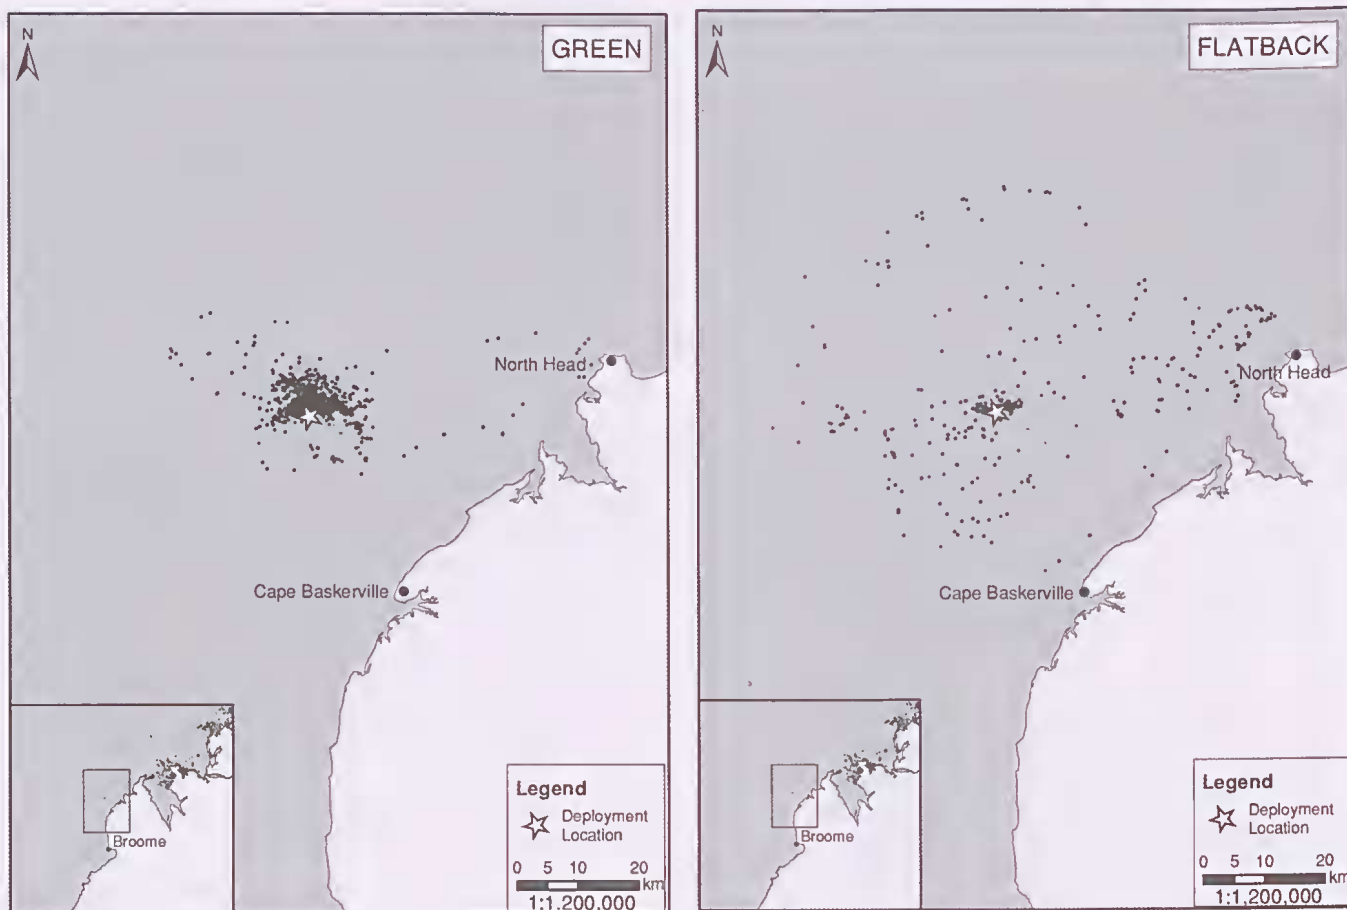 N
GREEN
North Head
Cape Baskerville
Broome
Legend
Deployment
Location
0 5 10 20
km
1:1,200,000
N
FLATBACK
North Head
Cape Baskerville
Broome
Legend
Deployment
Location
0 5 10 20
km
1:1,200,000